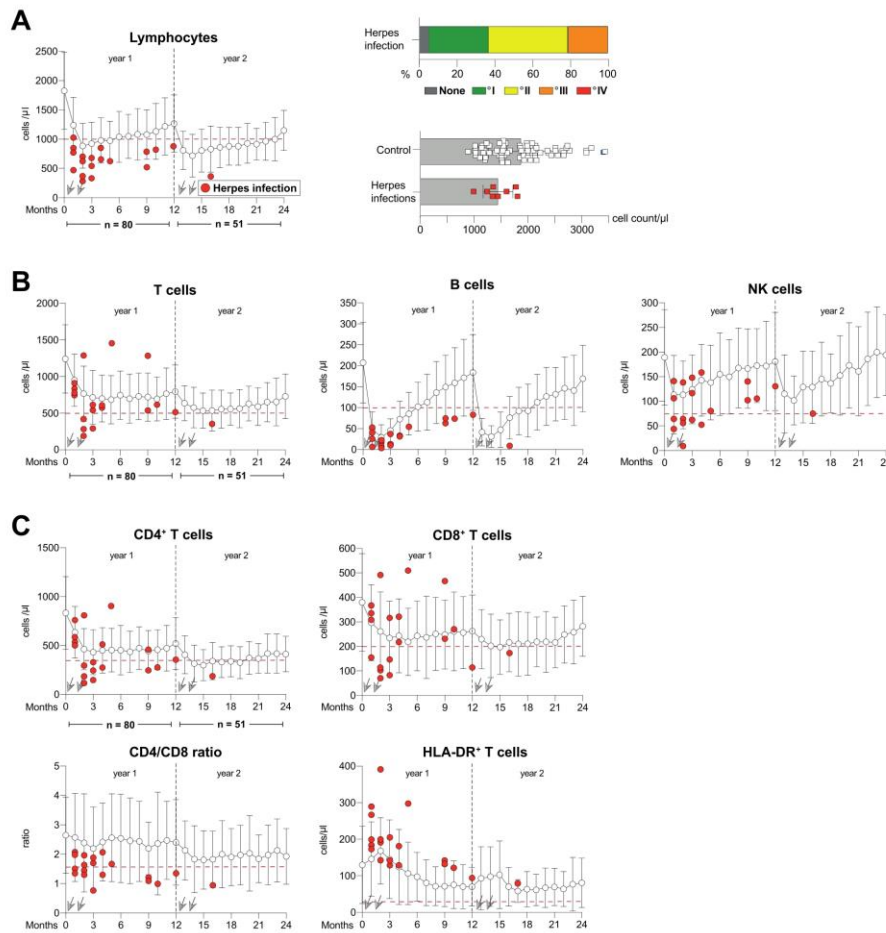 A
Lymphocytes
year 1
year 2
cells /µl
2500
2000
1500
1000
500
0
Herpes infection
Months 0 3 6 9 12 15 18 21 24
n = 80
n = 51
Herpes
infection
% 0 20 40 60 80 100
None °I °II °III °IV
Control
Herpes
infections
0 1000 2000 3000 cell count/µl
B
T cells
year 1
year 2
cells /µl
2000
1500
1000
500
0
Months 0 3 6 9 12 15 18 21 24
n = 80
n = 51
B cells
year 1
year 2
cells /µl
350
300
250
200
150
100
50
0
Months 0 3 6 9 12 15 18 21 24
NK cells
year 1
year 2
cells /µl
300
250
200
150
100
50
0
Months 0 3 6 9 12 15 18 21 24
C
CD4⁺ T cells
year 1
year 2
cells /µl
1500
1000
500
0
Months 0 3 6 9 12 15 18 21 24
n = 80
n = 51
CD8⁺ T cells
year 1
year 2
cells /µl
600
500
400
300
200
100
0
Months 0 3 6 9 12 15 18 21 24
CD4/CD8 ratio
year 1
year 2
ratio
5
4
3
2
1
0
Months 0 3 6 9 12 15 18 21 24
HLA-DR⁺ T cells
year 1
year 2
cells/µl
400
300
200
100
0
Months 0 3 6 9 12 15 18 21 24